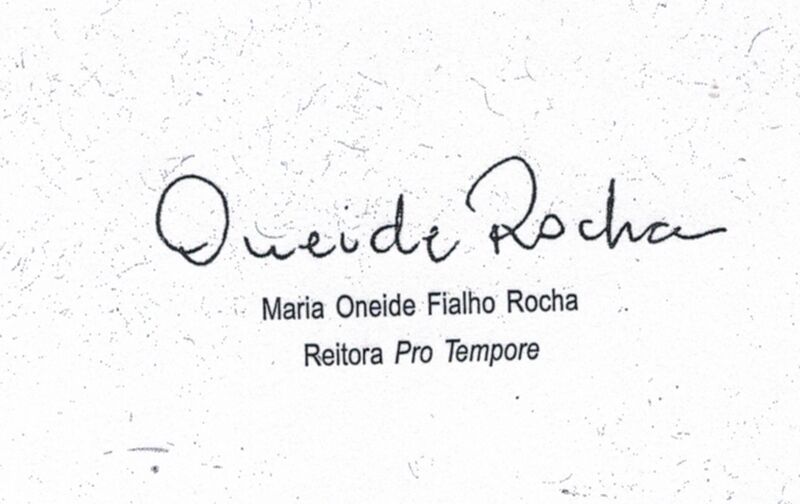 Oneide Rocha
Maria Oneide Fialho Rocha
Reitora Pro Tempore